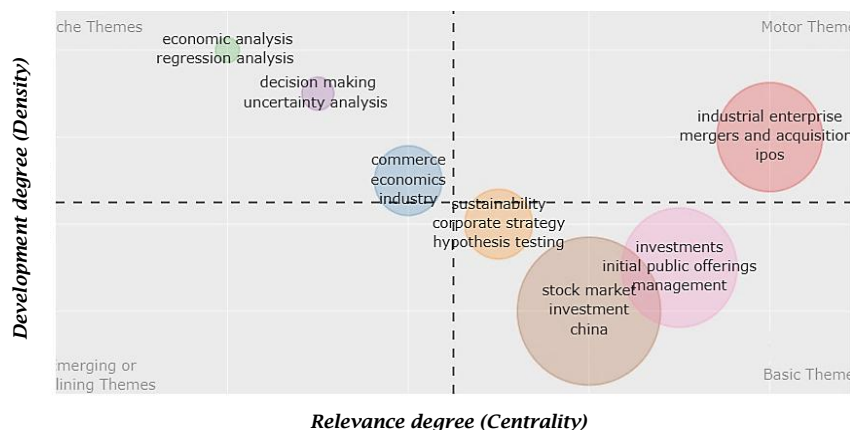 che Themes
Motor Theme
economic analysis
regression analysis
decision making
uncertainty analysis
industrial enterprise
mergers and acquisition
ipos
commerce
economics
industry
sustainability
corporate strategy
hypothesis testing
investments
initial public offerings
management
stock market
investment
china
merging or
lining Themes
Basic Theme
Development degree (Density)
Relevance degree (Centrality)